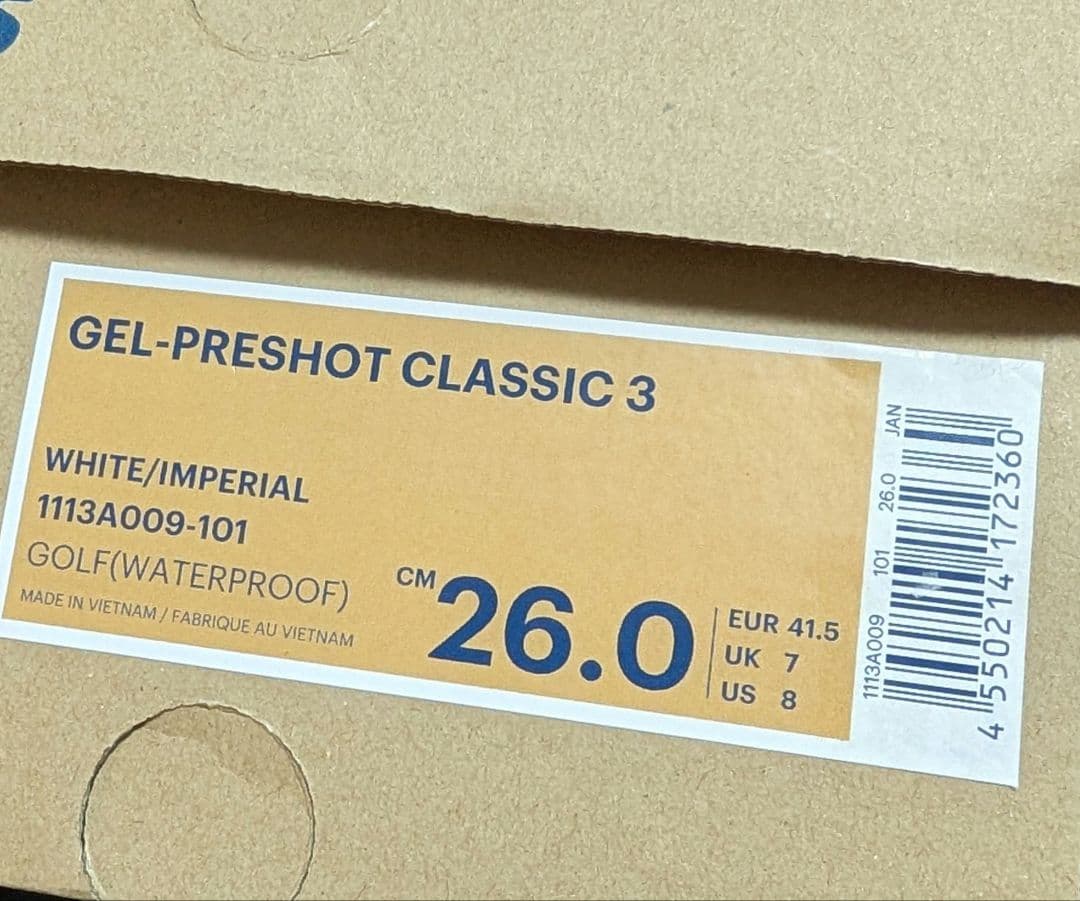 GEL-PRESHOT CLASSIC 3
WHITE/IMPERIAL
1113A009-101
GOLF(WATERPROOF)
MADE IN VIETNAM / FABRIQUE AU VIETNAM
CM 26.0
EUR 41.5
UK 7
US 8
1113A009 101 26.0 JAN
4550214172360